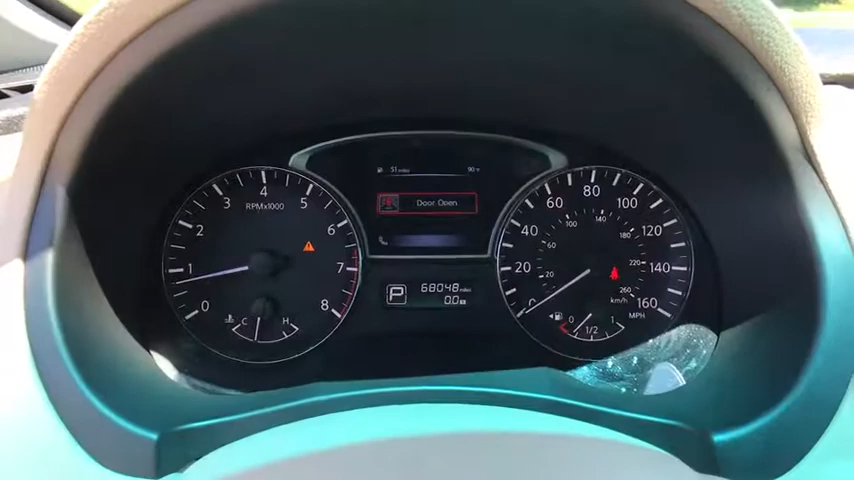 51 miles 90°F
Door Open
P 68048 miles
0.0
0 1 2 3 4 5 6 7 8
RPMX1000
C H
0 20 40 60 80 100 120 140 160
20 60 100 140 180 220 260
km/h
MPH
0 1/2 1